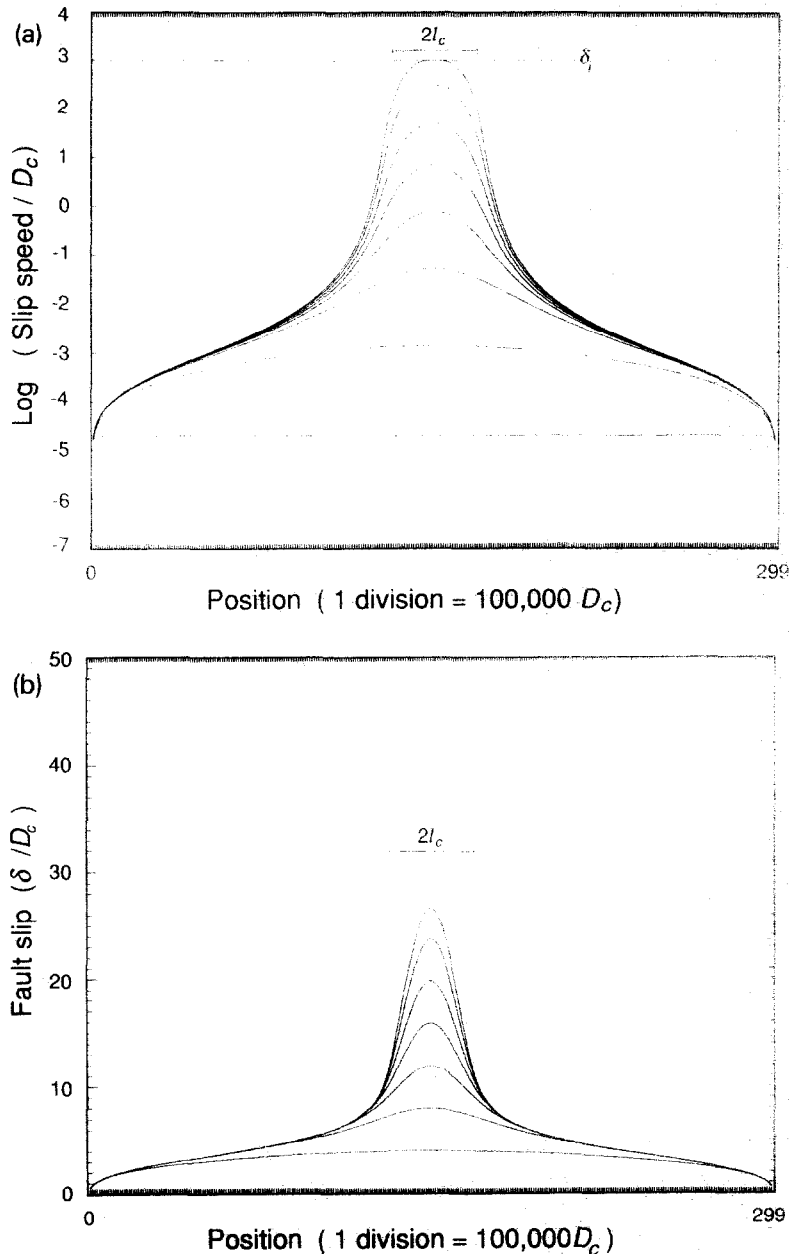 (a)
4
3
2
1
0
-1
-2
-3
-4
-5
-6
-7
Log ( Slip speed / D_c)
2l_c
δ_i
0
299
Position ( 1 division = 100,000 D_c)
(b)
50
40
30
20
10
0
Fault slip (δ /D_c)
2l_c
0
299
Position ( 1 division = 100,000D_c)